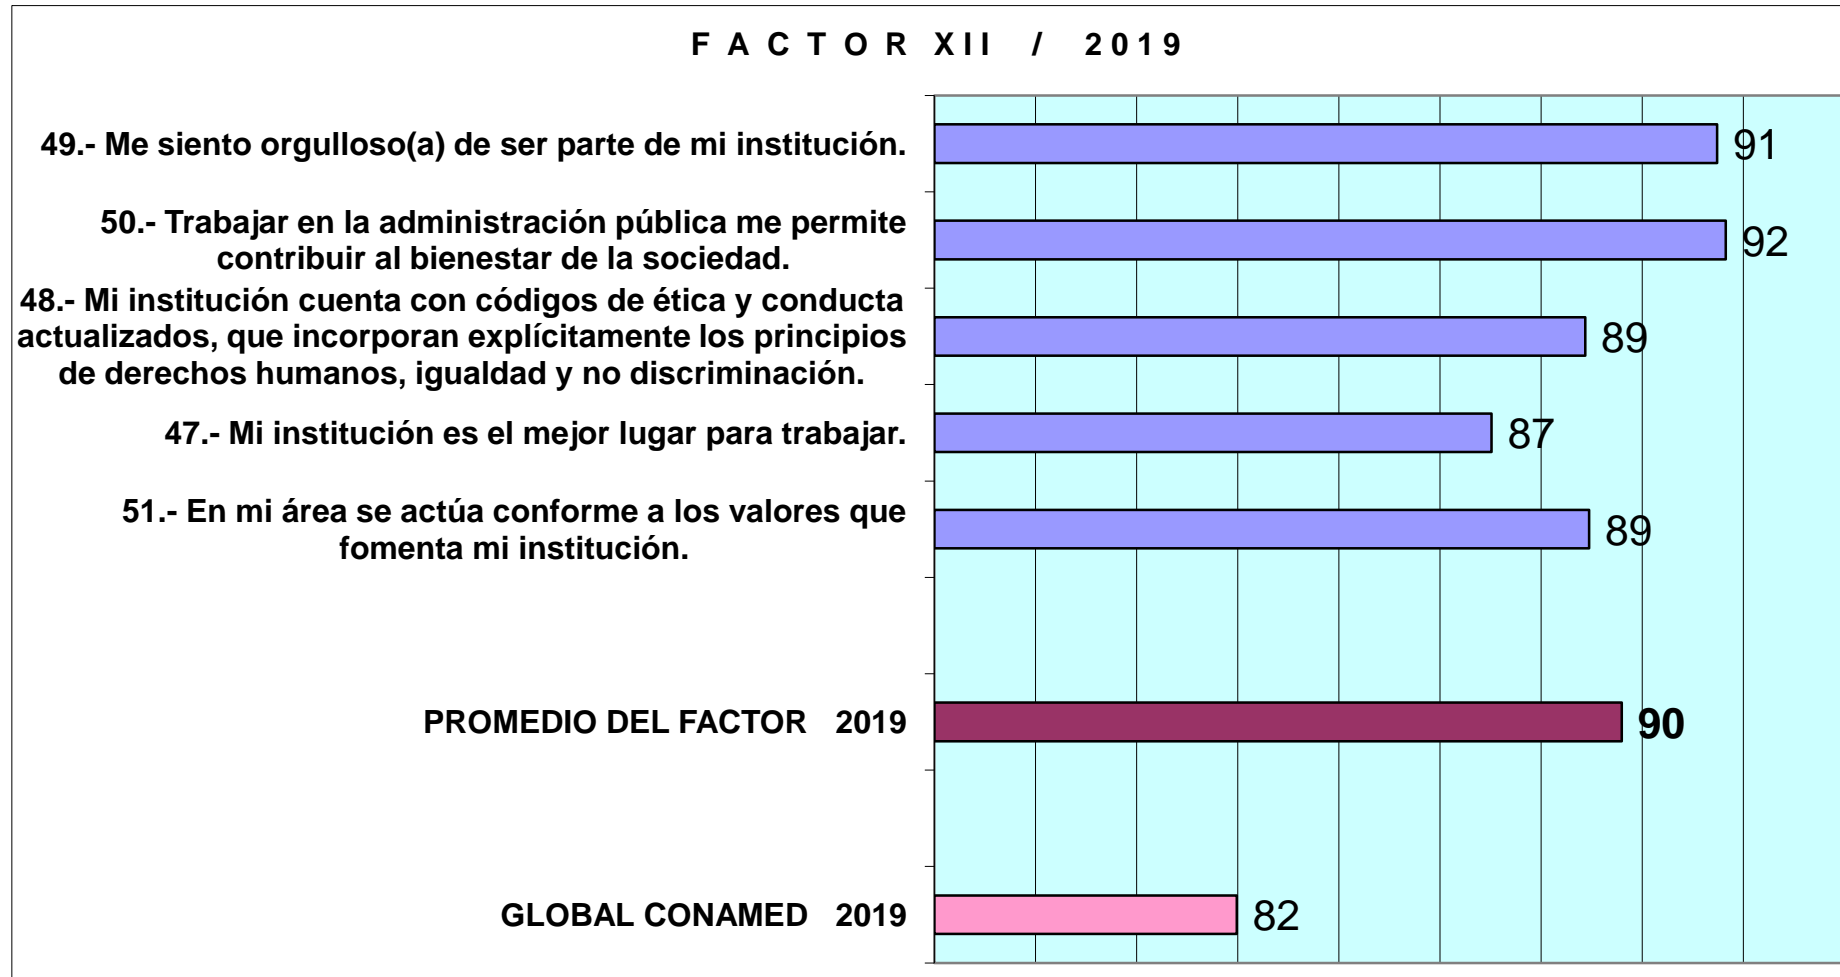 FACTOR XII / 2019
49.- Me siento orgulloso(a) de ser parte de mi institución.
91
50.- Trabajar en la administración pública me permite
contribuir al bienestar de la sociedad.
92
48.- Mi institución cuenta con códigos de ética y conducta
actualizados, que incorporan explícitamente los principios
de derechos humanos, igualdad y no discriminación.
89
47.- Mi institución es el mejor lugar para trabajar.
87
51.- En mi área se actúa conforme a los valores que
fomenta mi institución.
89
PROMEDIO DEL FACTOR 2019
90
GLOBAL CONAMED 2019
82